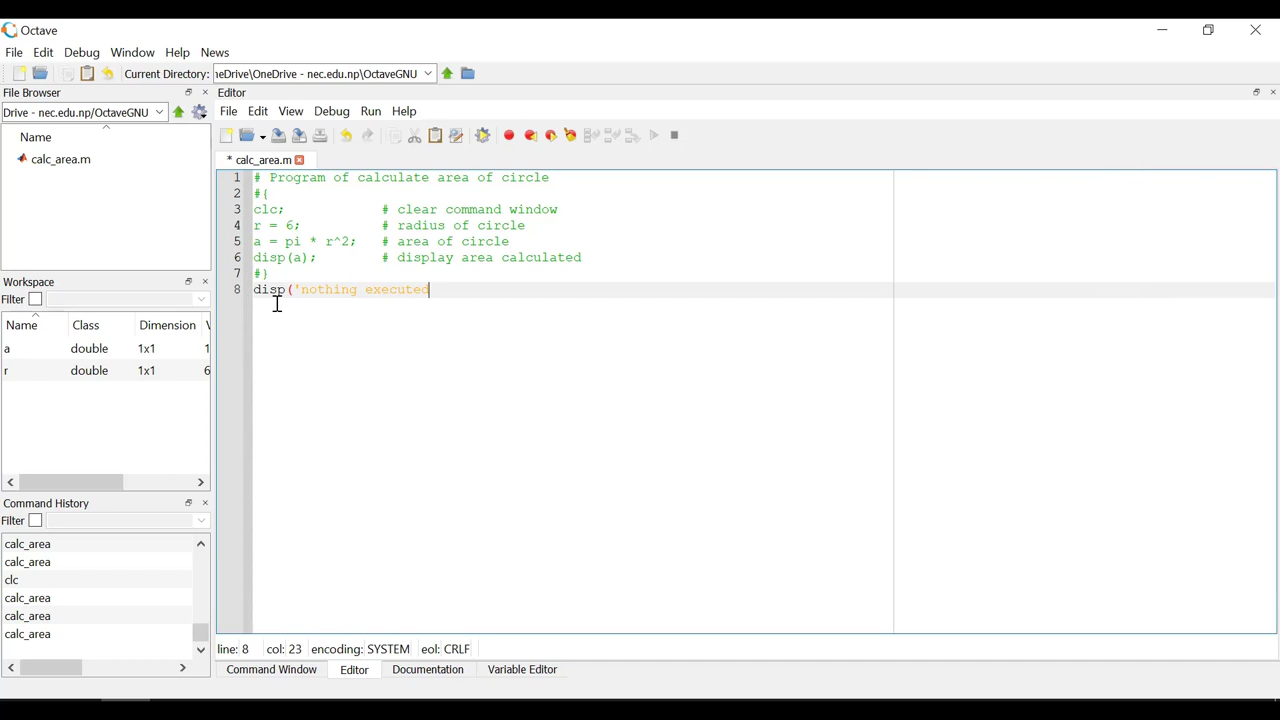 Octave
File Edit Debug Window Help News
Current Directory: neDrive\OneDrive - nec.edu.np\OctaveGNU
File Browser
Drive - nec.edu.np/OctaveGNU
Name
calc_area.m
Workspace
Filter
Name Class Dimension
a double 1x1 1
r double 1x1 6
Command History
Filter
calc_area
calc_area
clc
calc_area
calc_area
calc_area
Editor
File Edit View Debug Run Help
* calc_area.m
1 # Program of calculate area of circle
2 #{
3 clc; # clear command window
4 r = 6; # radius of circle
5 a = pi * r^2; # area of circle
6 disp(a); # display area calculated
7 #}
8 disp('nothing executed
line: 8 col: 23 encoding: SYSTEM eol: CRLF
Command Window Editor Documentation Variable Editor